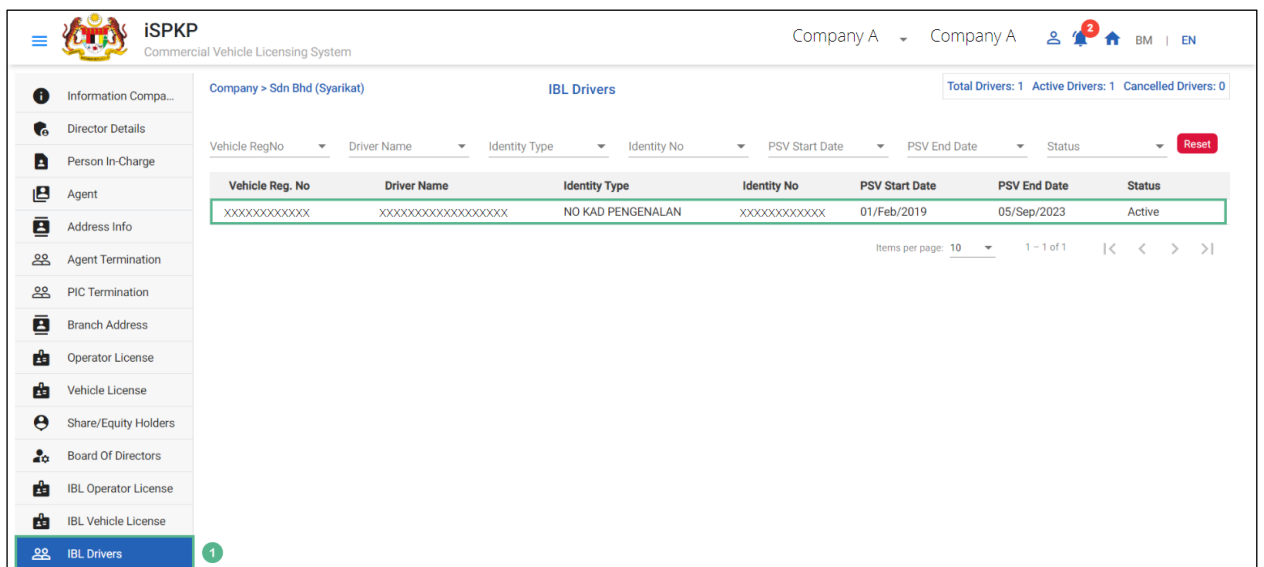 iSPKP
Commercial Vehicle Licensing System
Company A Company A 2 BM | EN
Information Compa...
Director Details
Person In-Charge
Agent
Address Info
Agent Termination
PIC Termination
Branch Address
Operator License
Vehicle License
Share/Equity Holders
Board Of Directors
IBL Operator License
IBL Vehicle License
IBL Drivers
1
Company > Sdn Bhd (Syarikat) IBL Drivers Total Drivers: 1 Active Drivers: 1 Cancelled Drivers: 0
Vehicle RegNo Driver Name Identity Type Identity No PSV Start Date PSV End Date Status Reset
Vehicle Reg. No Driver Name Identity Type Identity No PSV Start Date PSV End Date Status
XXXXXXXXXXXX XXXXXXXXXXXXXXXXXX NO KAD PENGENALAN XXXXXXXXXXXX 01/Feb/2019 05/Sep/2023 Active
Items per page: 10 1 – 1 of 1